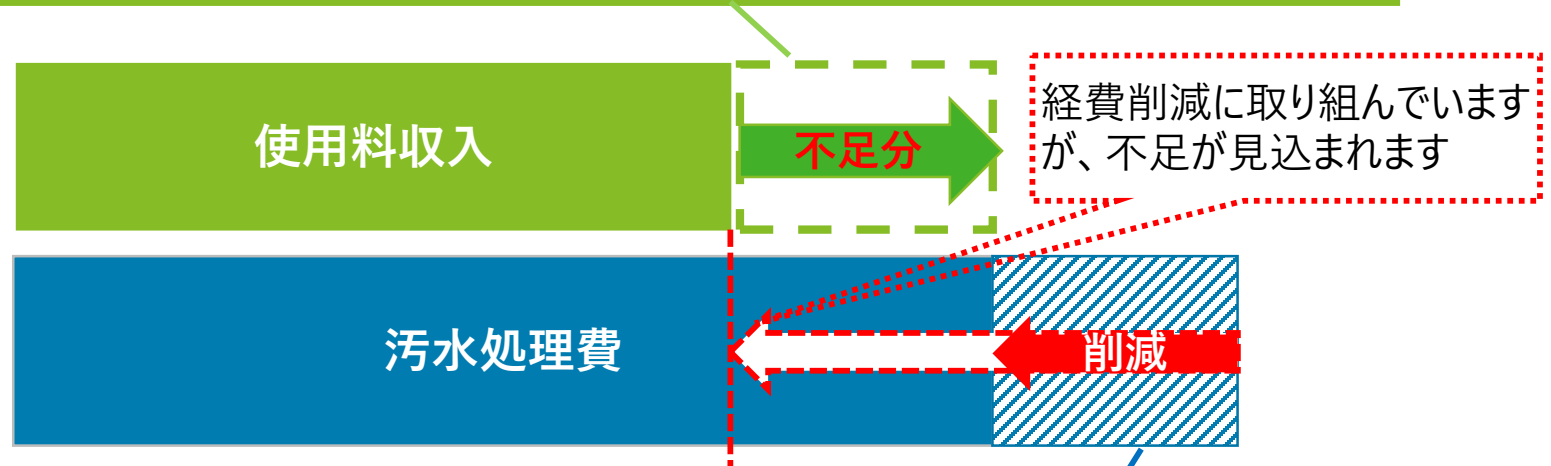 使用料収入
不足分
経費削減に取り組んでいます
が、不足が見込まれます
汚水処理費
削減